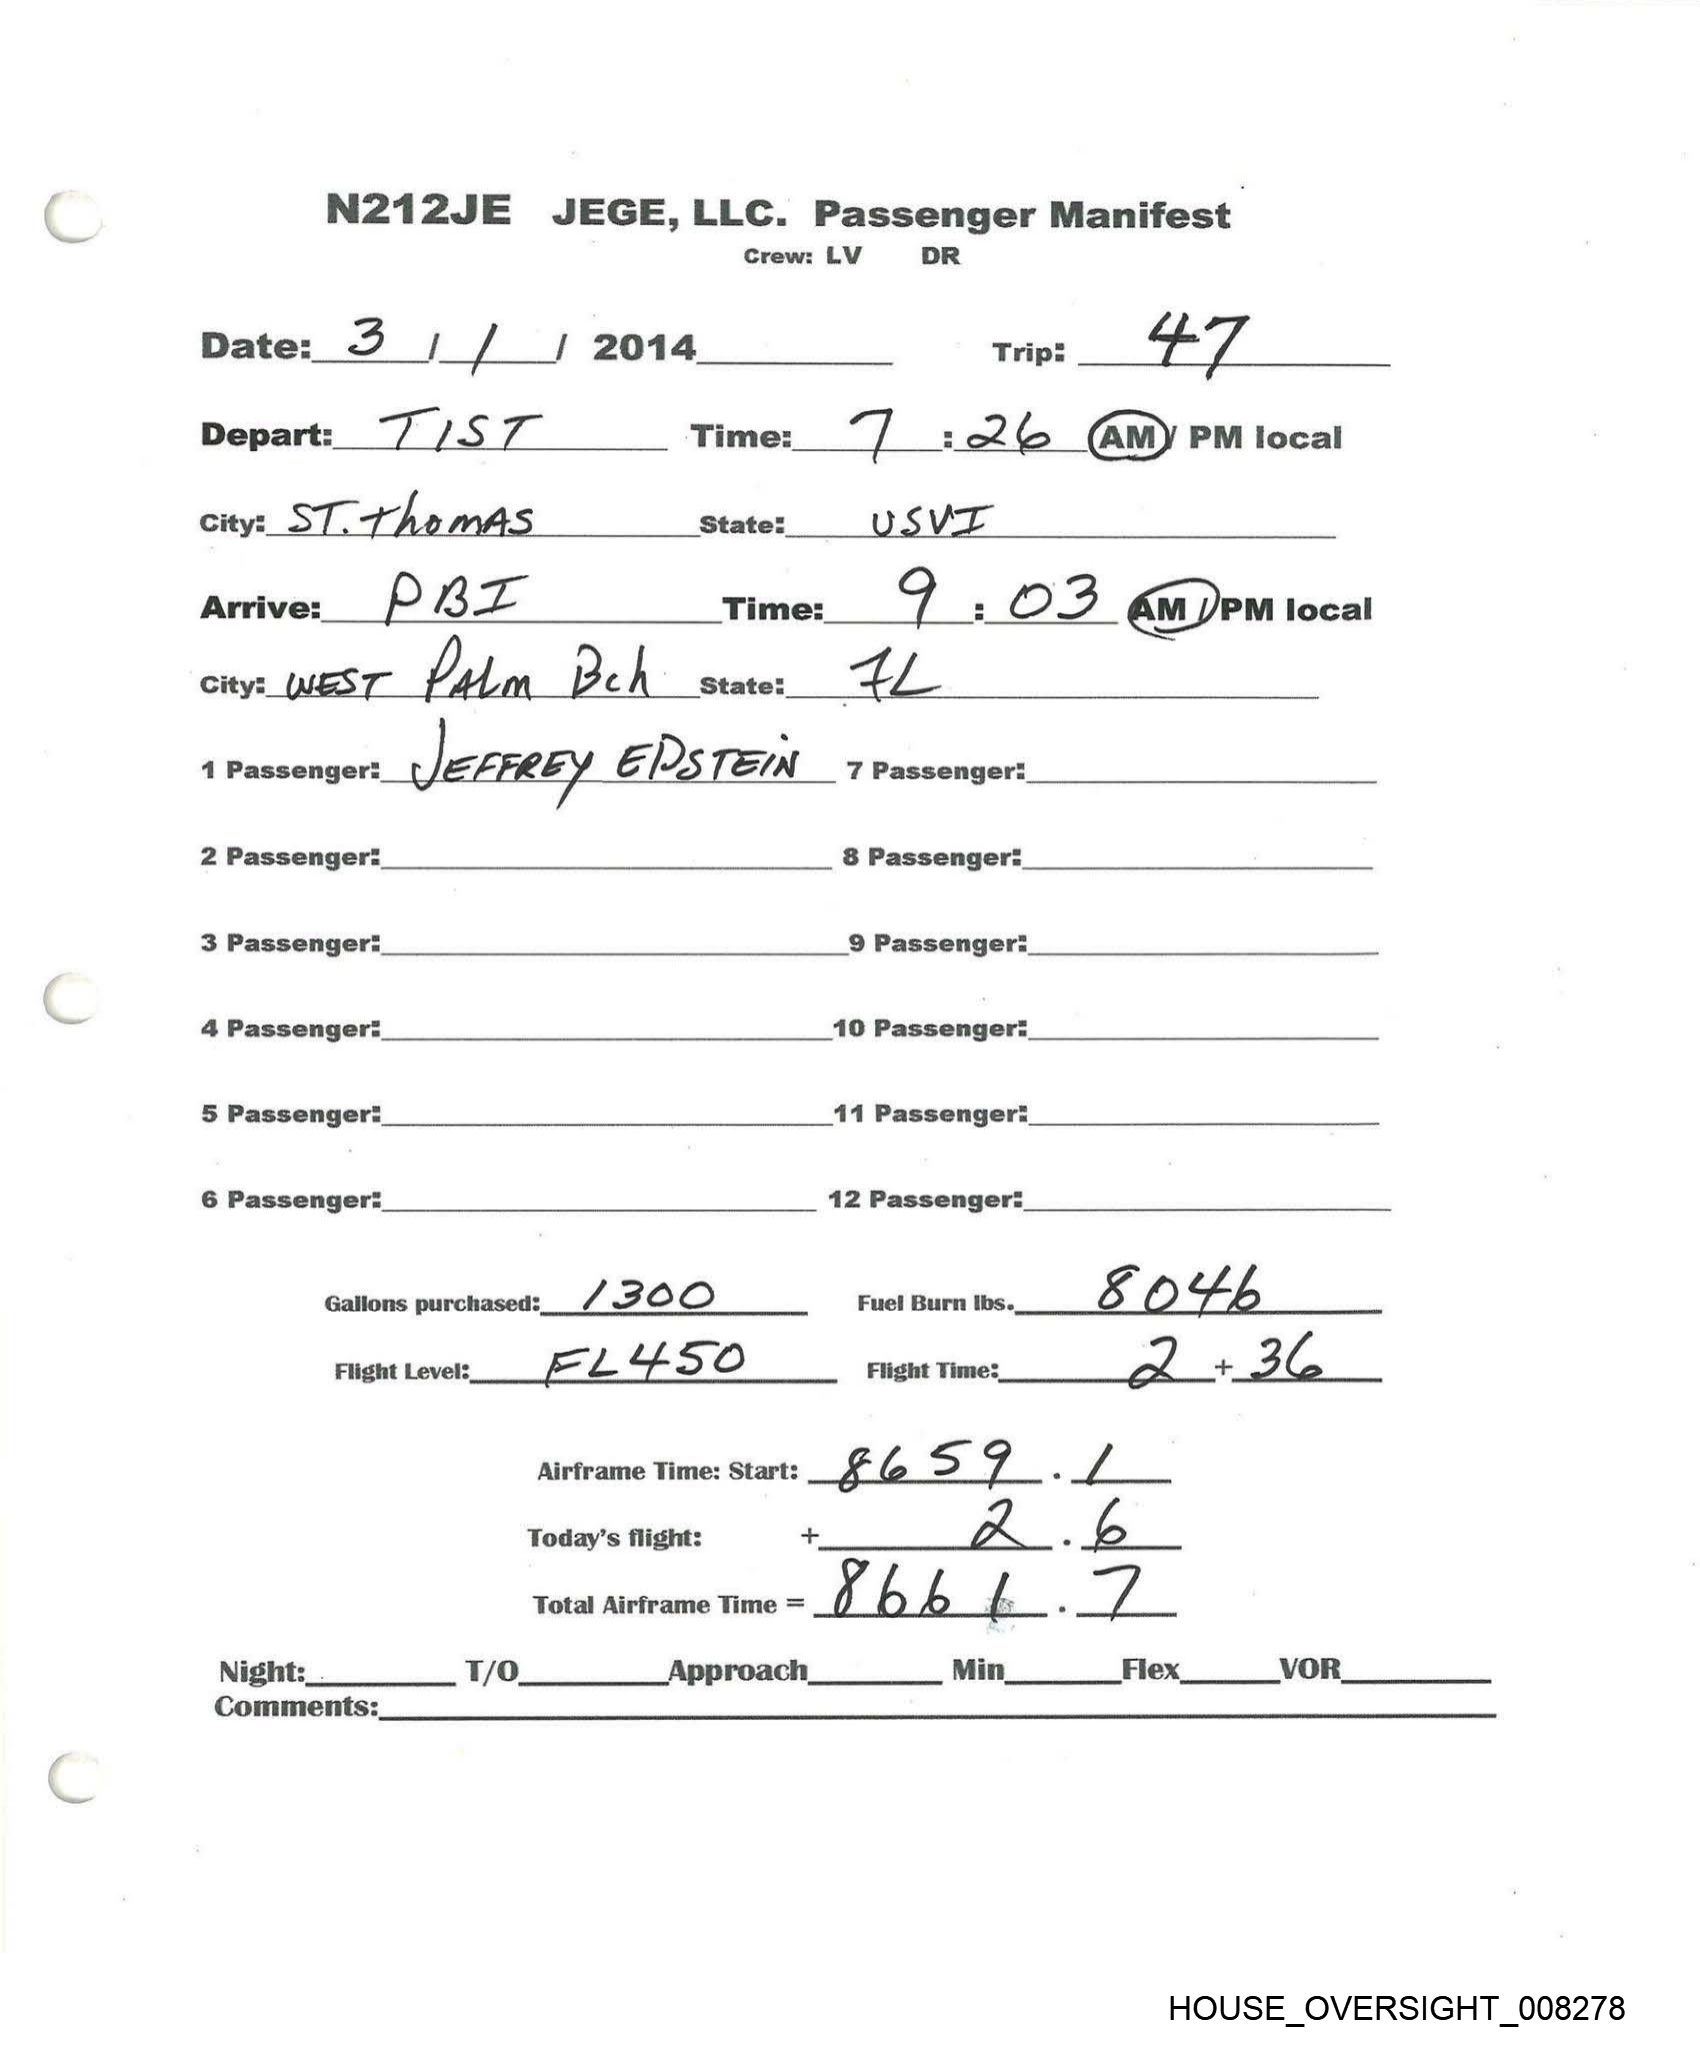 N212JE JEGE, LLC. Passenger Manifest
Crew: LV DR
Date: 3 / 1 / 2014 Trip: 47
Depart: TIST Time: 7 : 26 AM / PM local
City: ST. Thomas State: USVI
Arrive: PBI Time: 9 : 03 AM / PM local
City: WEST PALM Bch State: FL
1 Passenger: JEFFREY EPSTEIN 7 Passenger:
2 Passenger: 8 Passenger:
3 Passenger: 9 Passenger:
4 Passenger: 10 Passenger:
5 Passenger: 11 Passenger:
6 Passenger: 12 Passenger:
Gallons purchased: 1300 Fuel Burn lbs. 8046
Flight Level: FL450 Flight Time: 2 + 36
Airframe Time: Start: 8659 . 1
Today's flight: + 2 . 6
Total Airframe Time = 8661 . 7
Night: T/O Approach Min Flex VOR
Comments:
HOUSE_OVERSIGHT_008278